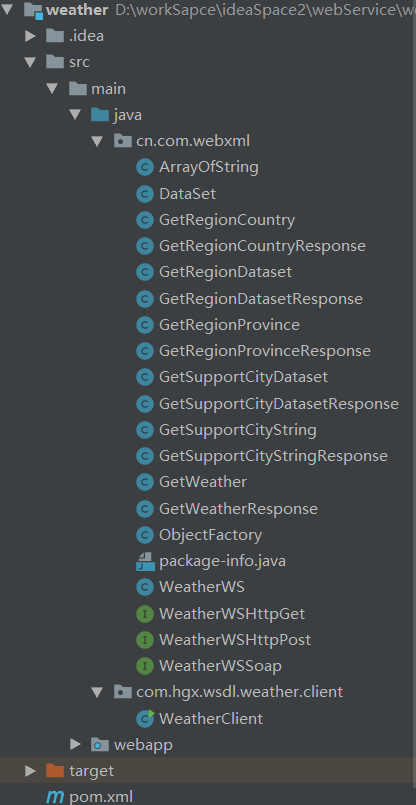 weather D:\workSapce\ideaSpace2\webService\we
.idea
src
main
java
cn.com.webxml
C ArrayOfString
C DataSet
C GetRegionCountry
C GetRegionCountryResponse
C GetRegionDataset
C GetRegionDatasetResponse
C GetRegionProvince
C GetRegionProvinceResponse
C GetSupportCityDataset
C GetSupportCityDatasetResponse
C GetSupportCityString
C GetSupportCityStringResponse
C GetWeather
C GetWeatherResponse
C ObjectFactory
J package-info.java
C WeatherWS
I WeatherWSHttpGet
I WeatherWSHttpPost
I WeatherWSSoap
com.hgx.wsdl.weather.client
C WeatherClient
webapp
target
m pom.xml